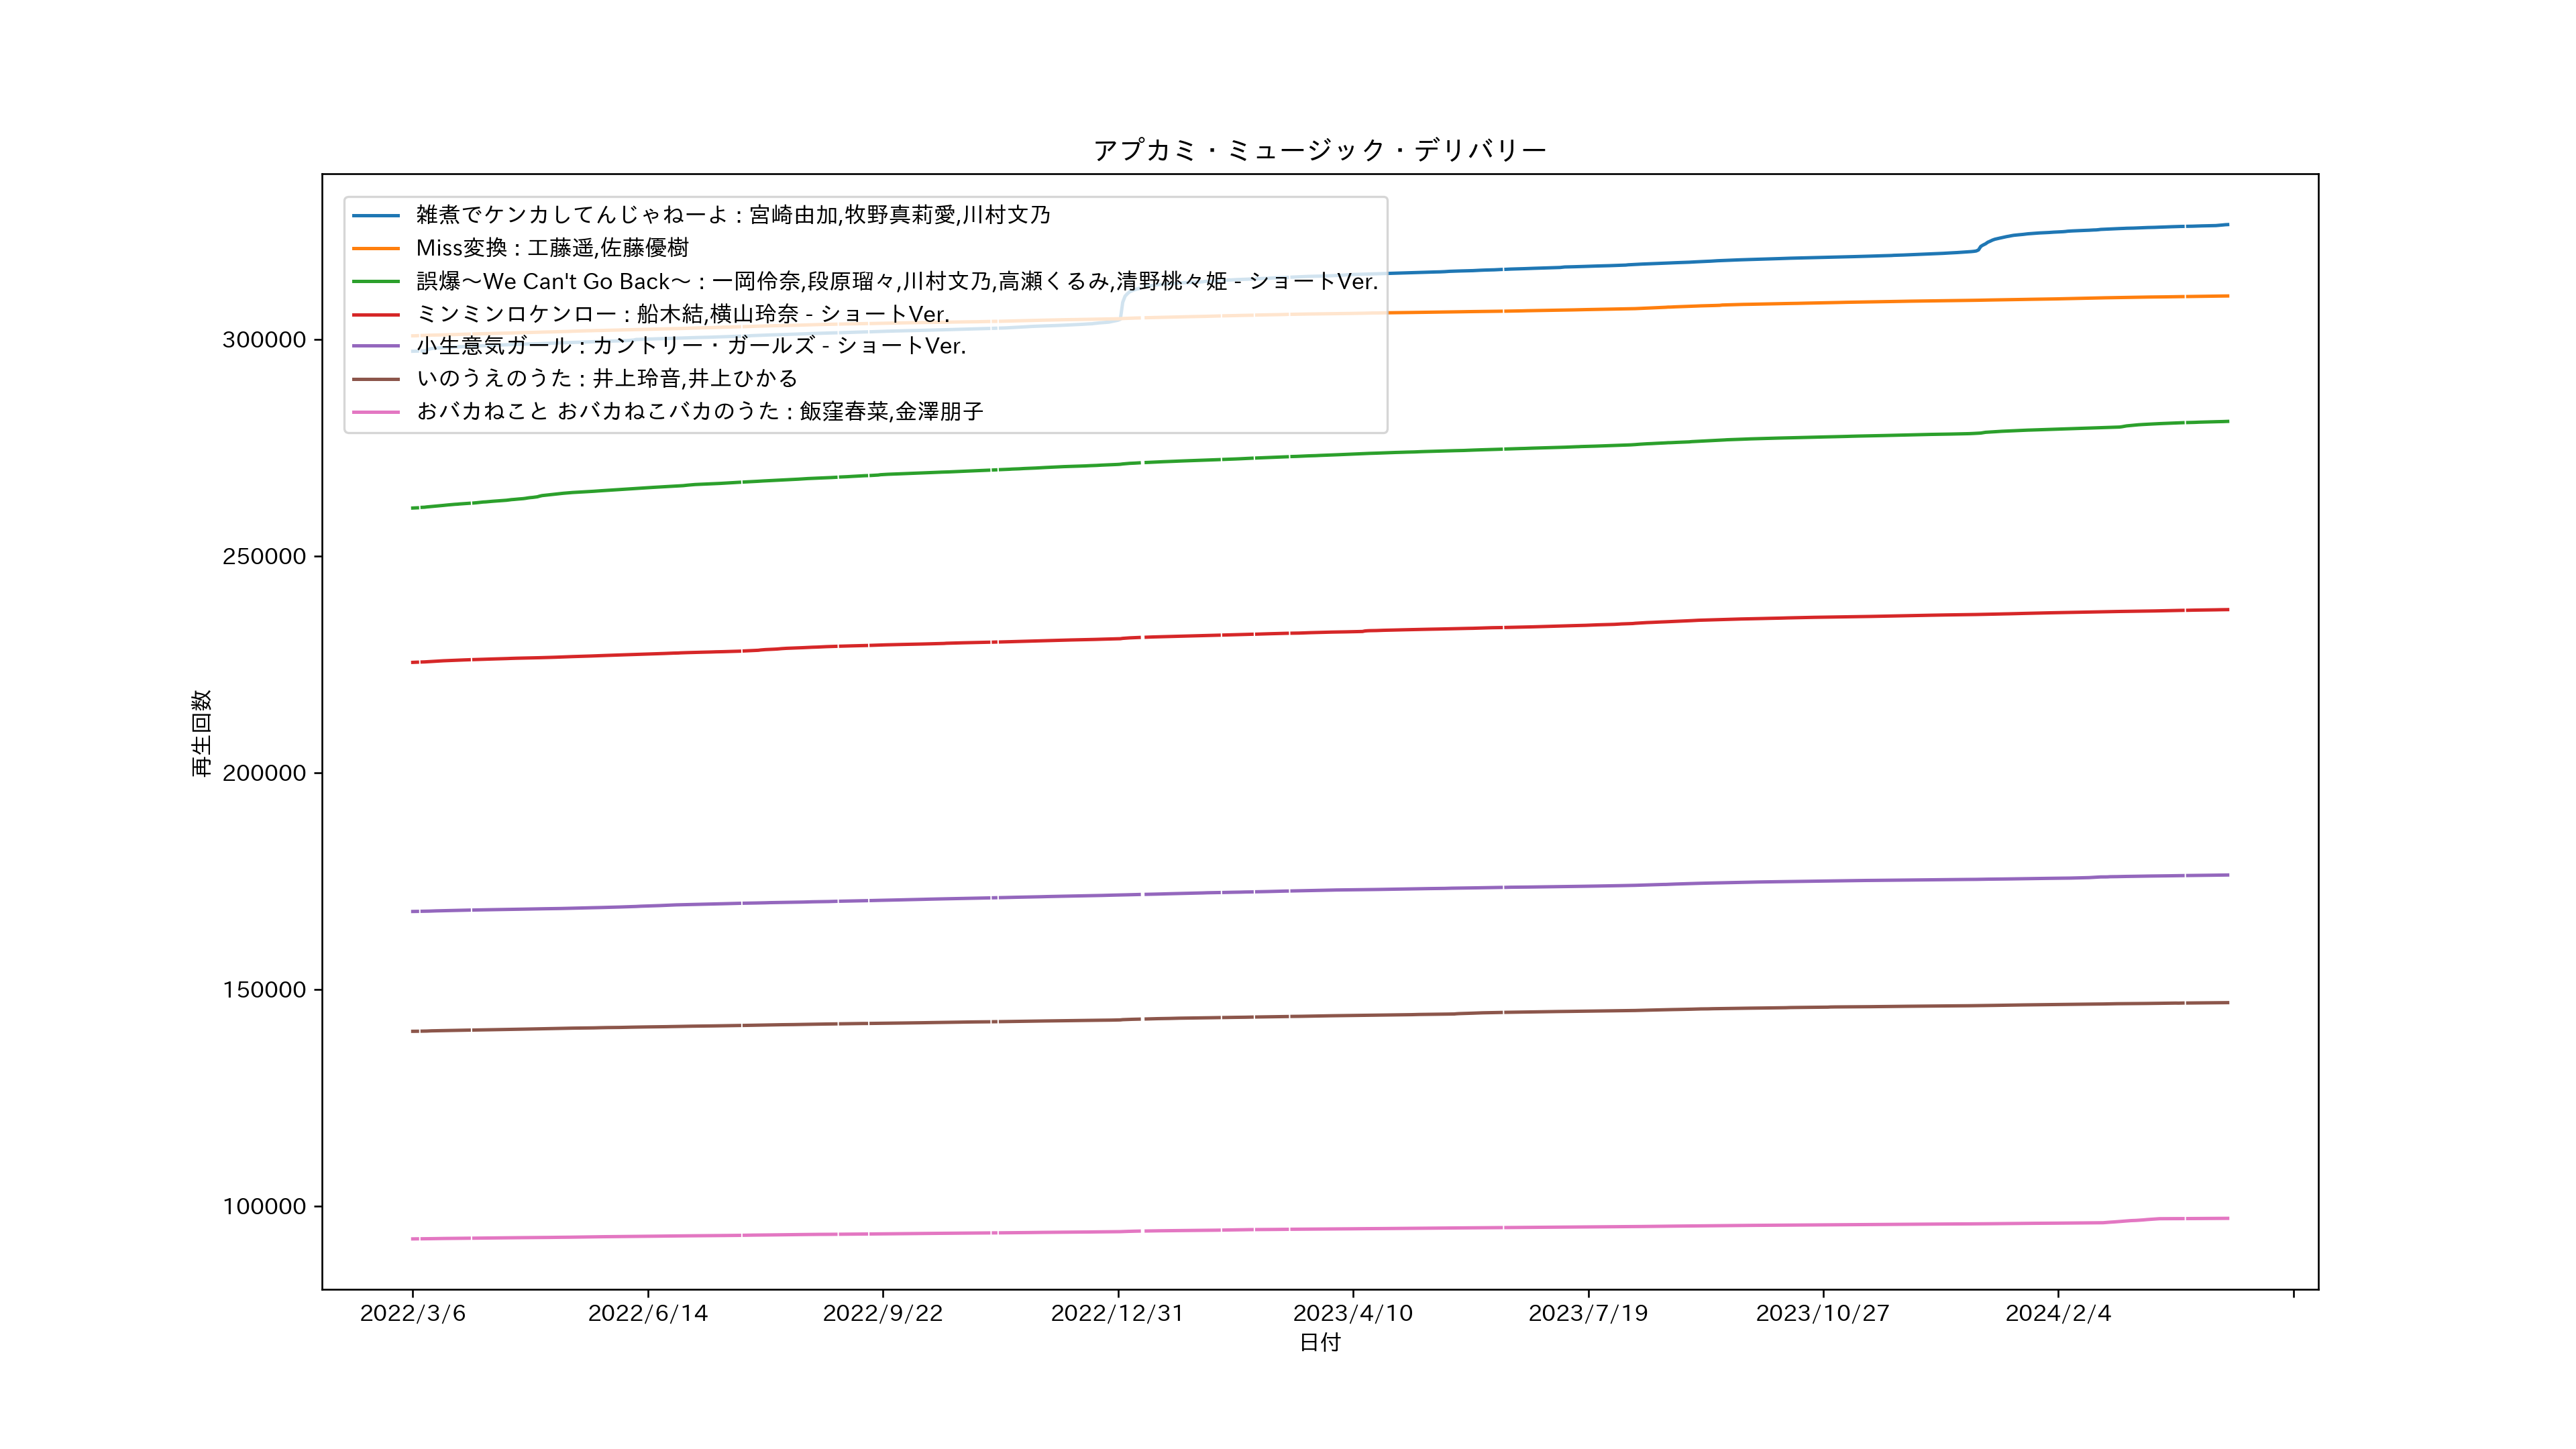 アプカミ・ミュージック・デリバリー
雑煮でケンカしてんじゃねーよ : 宮崎由加,牧野真莉愛,川村文乃
Miss変換 : 工藤遥,佐藤優樹
誤爆〜We Can't Go Back〜 : 一岡伶奈,段原瑠々,川村文乃,高瀬くるみ,清野桃々姫 - ショートVer.
ミンミンロケンロー : 船木結,横山玲奈 - ショートVer.
小生意気ガール : カントリー・ガールズ - ショートVer.
いのうえのうた : 井上玲音,井上ひかる
おバカねこと おバカねこバカのうた : 飯窪春菜,金澤朋子
再生回数
300000
250000
200000
150000
100000
2022/3/6
2022/6/14
2022/9/22
2022/12/31
2023/4/10
2023/7/19
2023/10/27
2024/2/4
日付